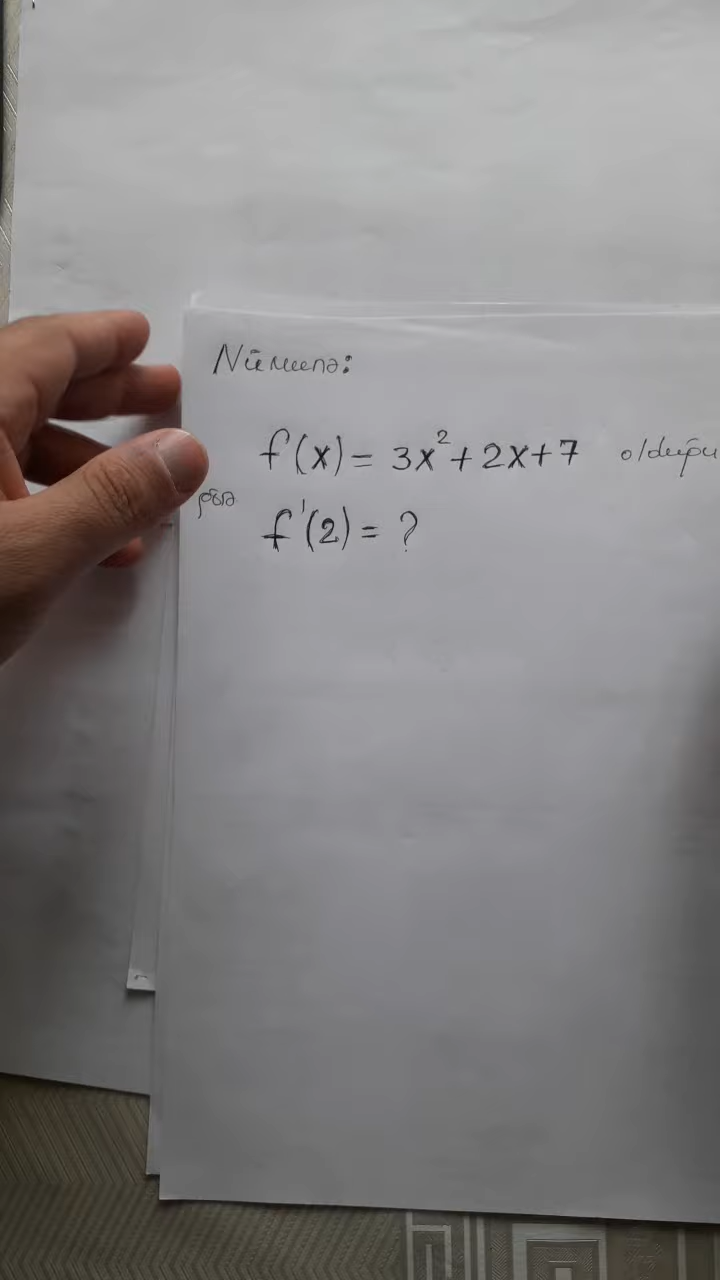 Nümunə:
f(x) = 3x² + 2x + 7 olduğu
f'(2) = ?